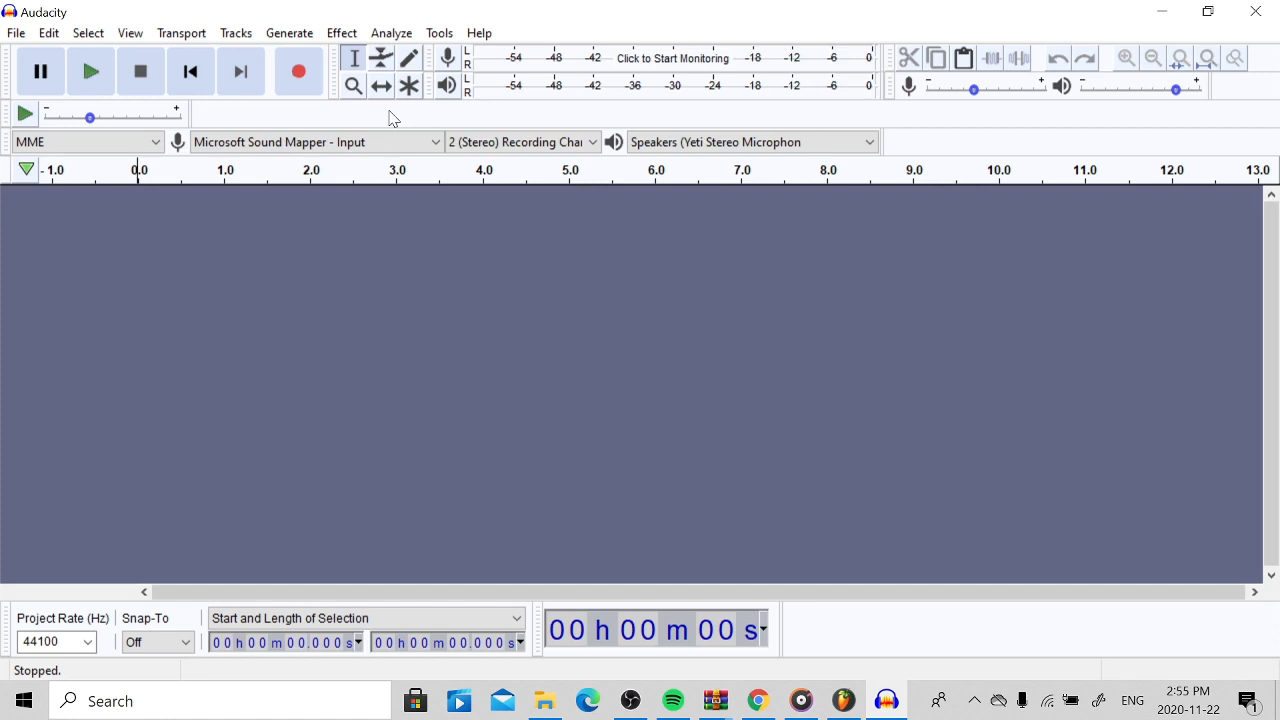 Audacity
File Edit Select View Transport Tracks Generate Effect Analyze Tools Help
L R -54 -48 -42 Click to Start Monitoring -18 -12 -6 0
L R -54 -48 -42 -36 -30 -24 -18 -12 -6 0
- + - +
- +
MME Microsoft Sound Mapper - Input 2 (Stereo) Recording Chai Speakers (Yeti Stereo Microphon
-1.0 0.0 1.0 2.0 3.0 4.0 5.0 6.0 7.0 8.0 9.0 10.0 11.0 12.0 13.0
Project Rate (Hz) Snap-To Start and Length of Selection
44100 Off 00 h 00 m 00.000 s 00 h 00 m 00.000 s
00 h 00 m 00 s
Stopped.
Search
ENG
2:55 PM
2020-11-22
1